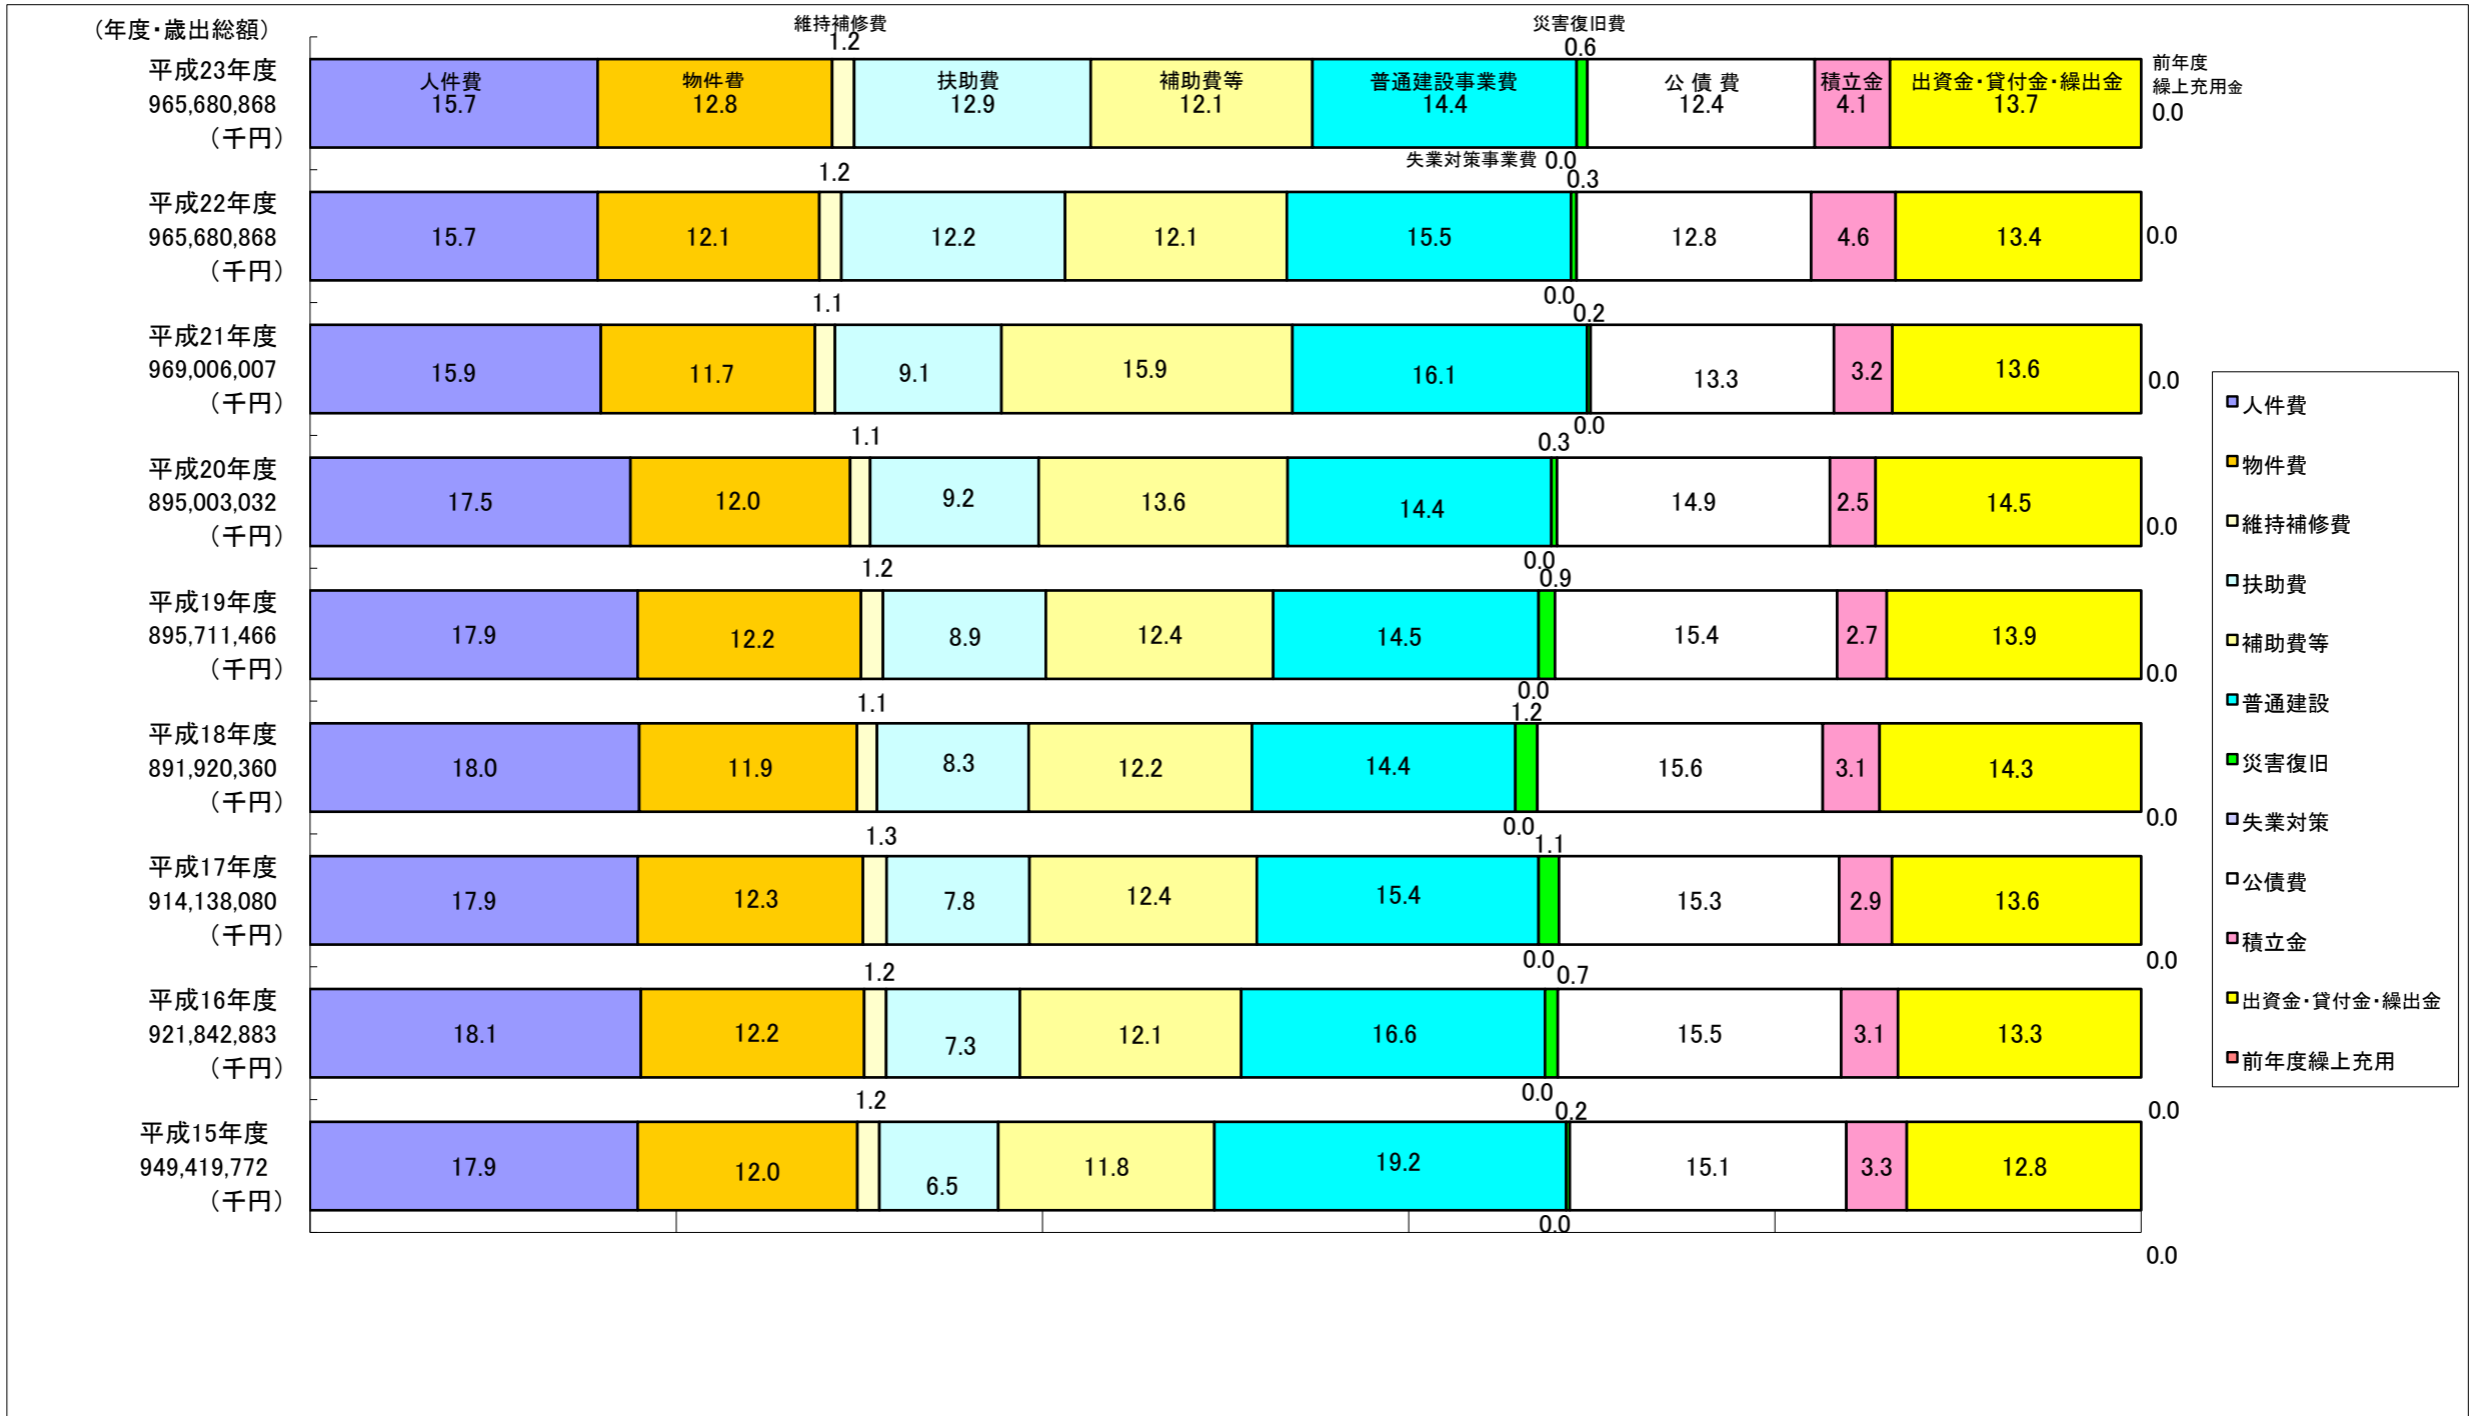 （年度・歳出総額）
維持補修費
災害復旧費
1.2
0.6
平成23年度
965,680,868
（千円）
人件費
15.7
物件費
12.8
扶助費
12.9
補助費等
12.1
普通建設事業費
14.4
公 債 費
12.4
積立金
4.1
出資金・貸付金・繰出金
13.7
前年度
繰上充用金
0.0
失業対策事業費 0.0
1.2
0.3
平成22年度
965,680,868
（千円）
15.7
12.1
12.2
12.1
15.5
12.8
4.6
13.4
0.0
0.0
1.1
0.2
平成21年度
969,006,007
（千円）
15.9
11.7
9.1
15.9
16.1
13.3
3.2
13.6
0.0
0.0
1.1
0.3
平成20年度
895,003,032
（千円）
17.5
12.0
9.2
13.6
14.4
14.9
2.5
14.5
0.0
0.0
1.2
0.9
平成19年度
895,711,466
（千円）
17.9
12.2
8.9
12.4
14.5
15.4
2.7
13.9
0.0
0.0
1.1
1.2
平成18年度
891,920,360
（千円）
18.0
11.9
8.3
12.2
14.4
15.6
3.1
14.3
0.0
0.0
1.3
1.1
平成17年度
914,138,080
（千円）
17.9
12.3
7.8
12.4
15.4
15.3
2.9
13.6
0.0
0.0
1.2
0.7
平成16年度
921,842,883
（千円）
18.1
12.2
7.3
12.1
16.6
15.5
3.1
13.3
0.0
0.0
1.2
0.2
平成15年度
949,419,772
（千円）
17.9
12.0
6.5
11.8
19.2
15.1
3.3
12.8
0.0
0.0
人件費
物件費
維持補修費
扶助費
補助費等
普通建設
災害復旧
失業対策
公債費
積立金
出資金・貸付金・繰出金
前年度繰上充用